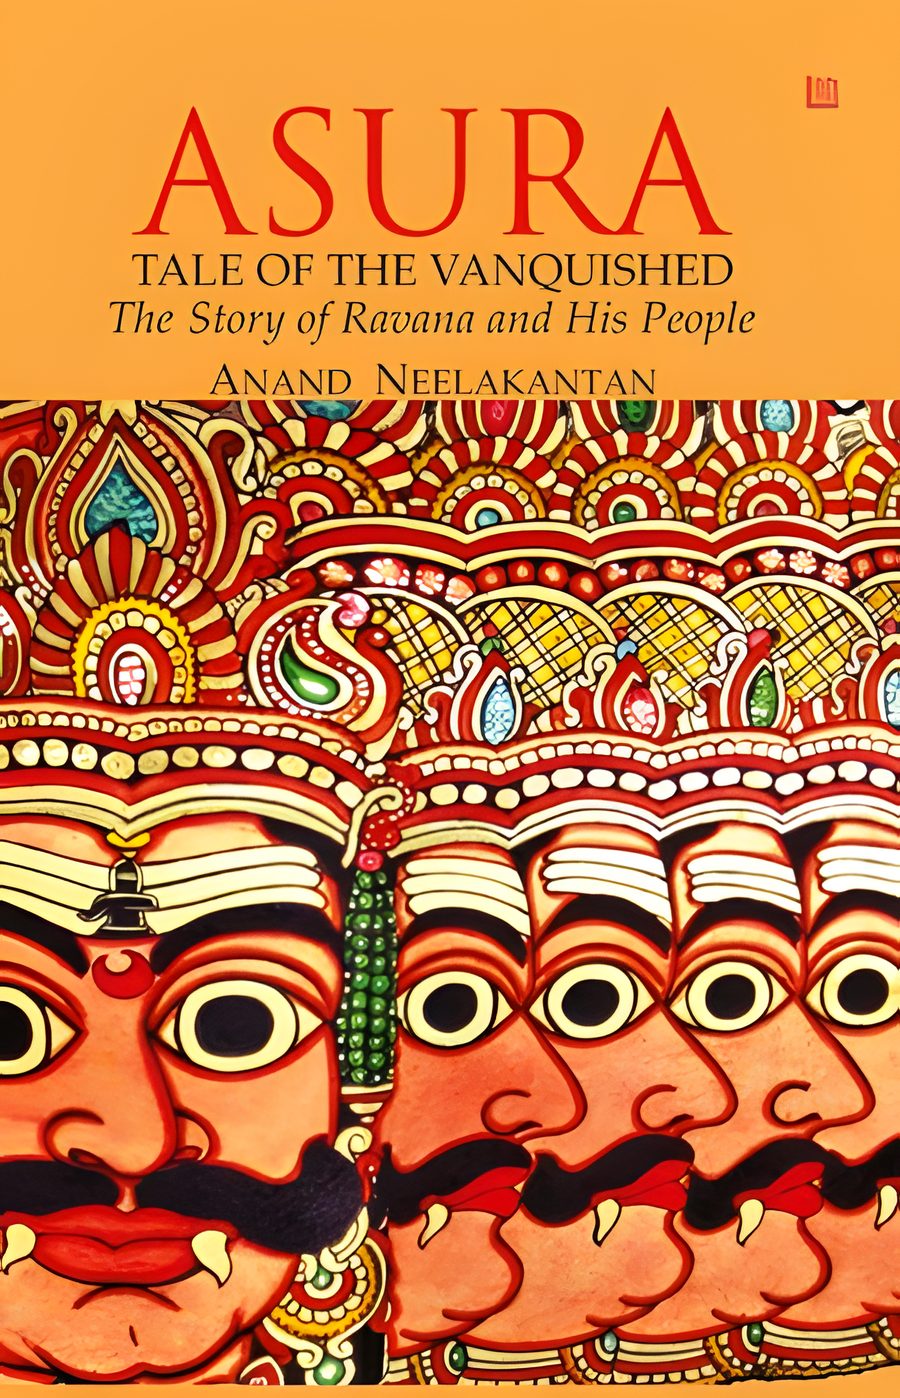 ASURA
TALE OF THE VANQUISHED
The Story of Ravana and His People
ANAND NEELAKANTAN